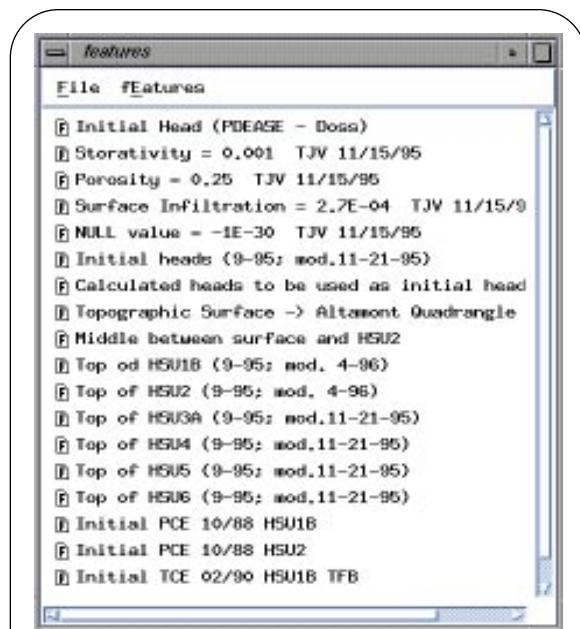 features
File fEatures
F Initial Head (PDEASE - Doss)
F Storativity = 0.001 TJV 11/15/95
F Porosity = 0.25 TJV 11/15/95
F Surface Infiltration = 2.7E-04 TJV 11/15/9
F NULL value = -1E-30 TJV 11/15/95
F Initial heads (9-95; mod.11-21-95)
F Calculated heads to be used as initial head
F Topographic Surface -> Altamont Quadrangle
F Middle between surface and HSU2
F Top od HSU1B (9-95; mod. 4-96)
F Top of HSU2 (9-95; mod. 4-96)
F Top of HSU3A (9-95; mod.11-21-95)
F Top of HSU4 (9-95; mod.11-21-95)
F Top of HSU5 (9-95; mod.11-21-95)
F Top of HSU6 (9-95; mod.11-21-95)
F Initial PCE 10/88 HSU1B
F Initial PCE 10/88 HSU2
F Initial TCE 02/90 HSU1B TFB